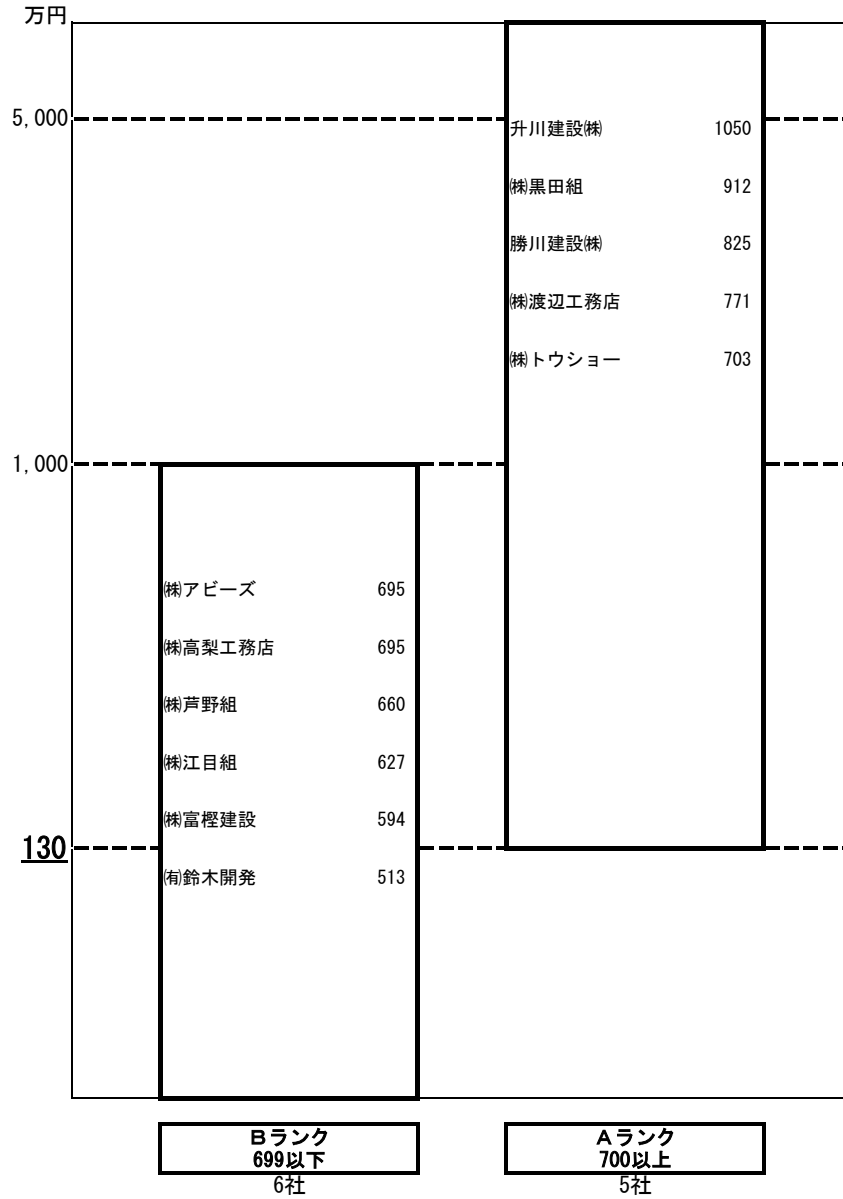 万円
5,000
升川建設㈱ 1050
㈱黒田組 912
勝川建設㈱ 825
㈱渡辺工務店 771
㈱トウショー 703
1,000
㈱アビーズ 695
㈱高梨工務店 695
㈱芦野組 660
㈱江目組 627
㈱富樫建設 594
130
㈲鈴木開発 513
Bランク
699以下
6社
Aランク
700以上
5社